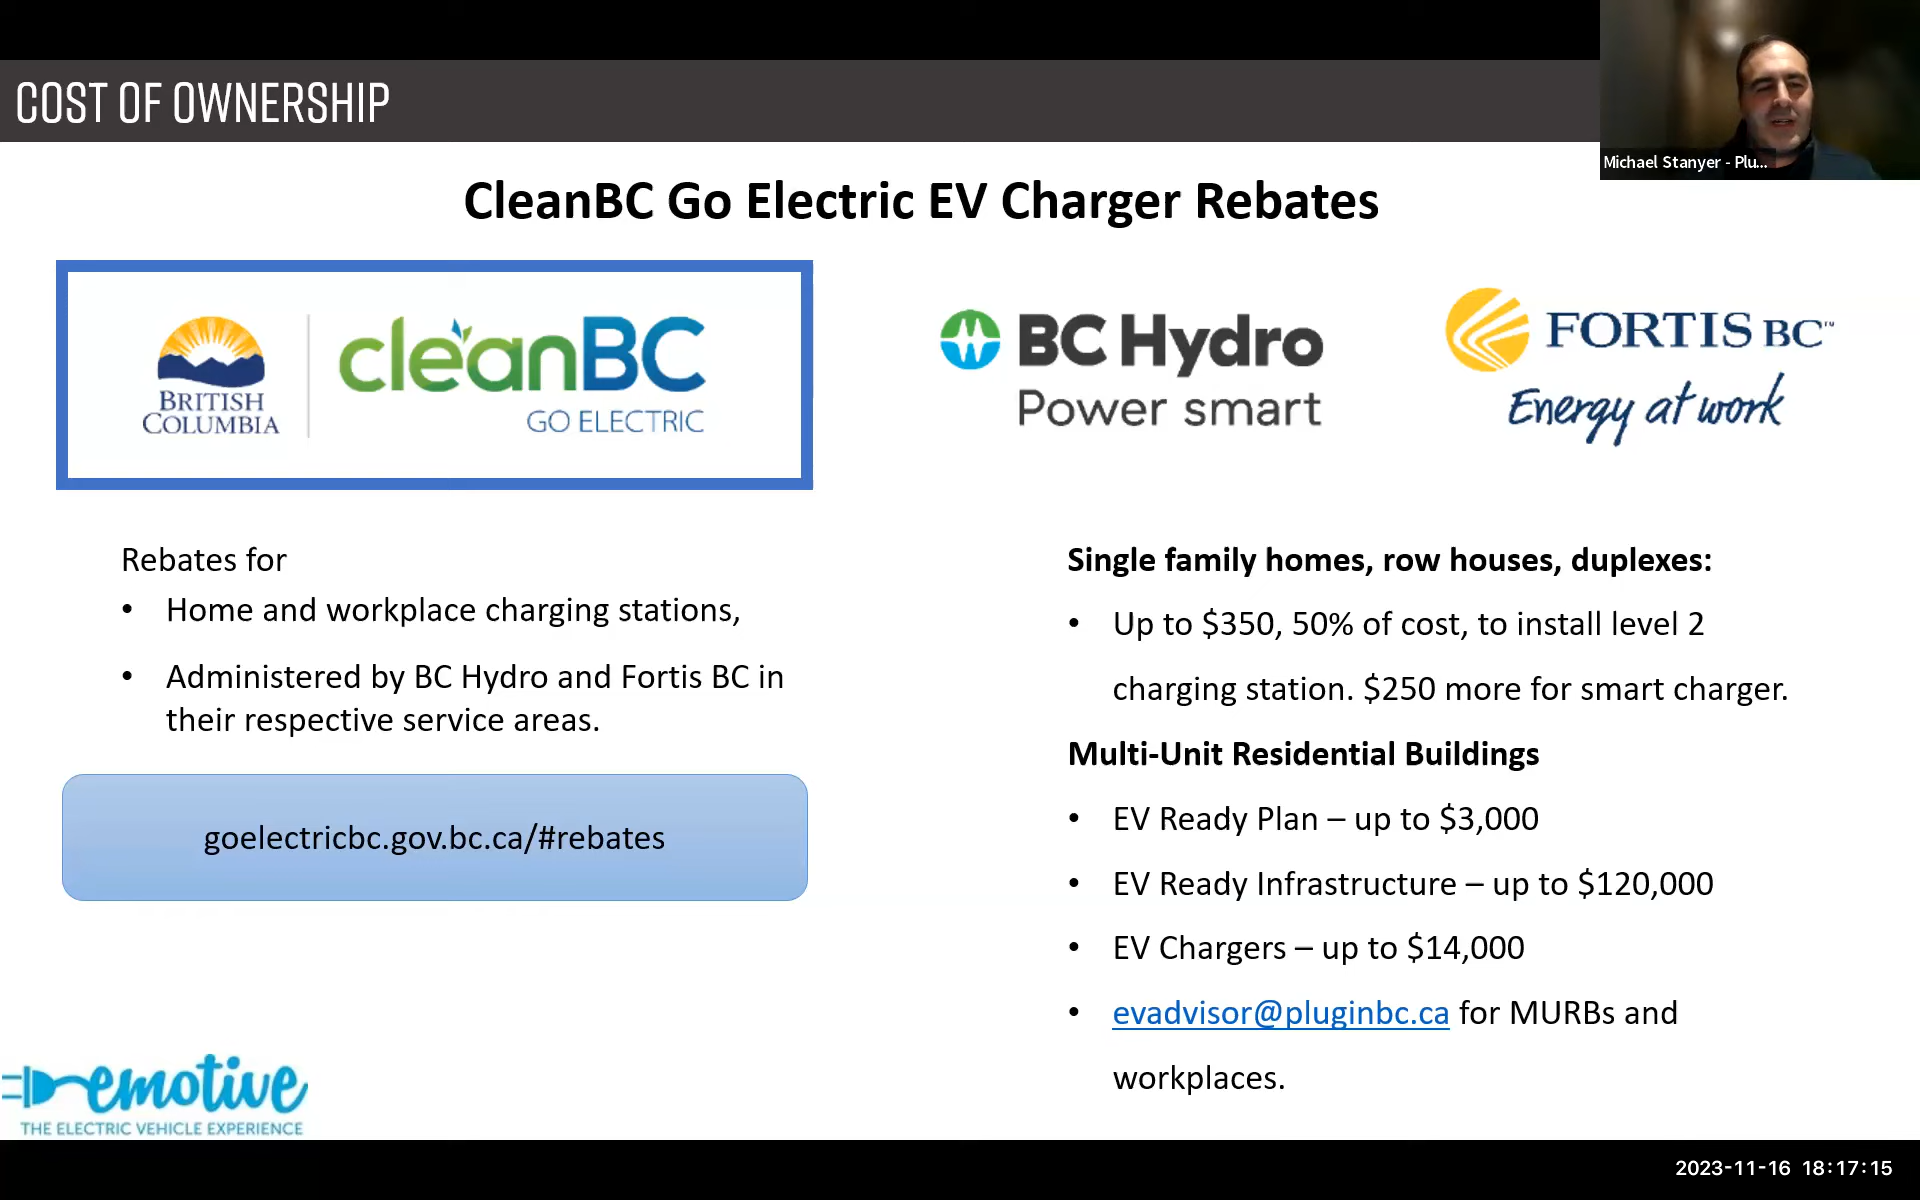 COST OF OWNERSHIP
Michael Stanyer - Plu...
CleanBC Go Electric EV Charger Rebates
BRITISH
COLUMBIA
cleanBC
GO ELECTRIC
BC Hydro
Power smart
FORTIS BC™
Energy at work
Rebates for
• Home and workplace charging stations,
• Administered by BC Hydro and Fortis BC in
their respective service areas.
goelectricbc.gov.bc.ca/#rebates
Single family homes, row houses, duplexes:
• Up to $350, 50% of cost, to install level 2
charging station. $250 more for smart charger.
Multi-Unit Residential Buildings
• EV Ready Plan – up to $3,000
• EV Ready Infrastructure – up to $120,000
• EV Chargers – up to $14,000
• evadvisor@pluginbc.ca for MURBs and
workplaces.
emotive
THE ELECTRIC VEHICLE EXPERIENCE
2023-11-16 18:17:15